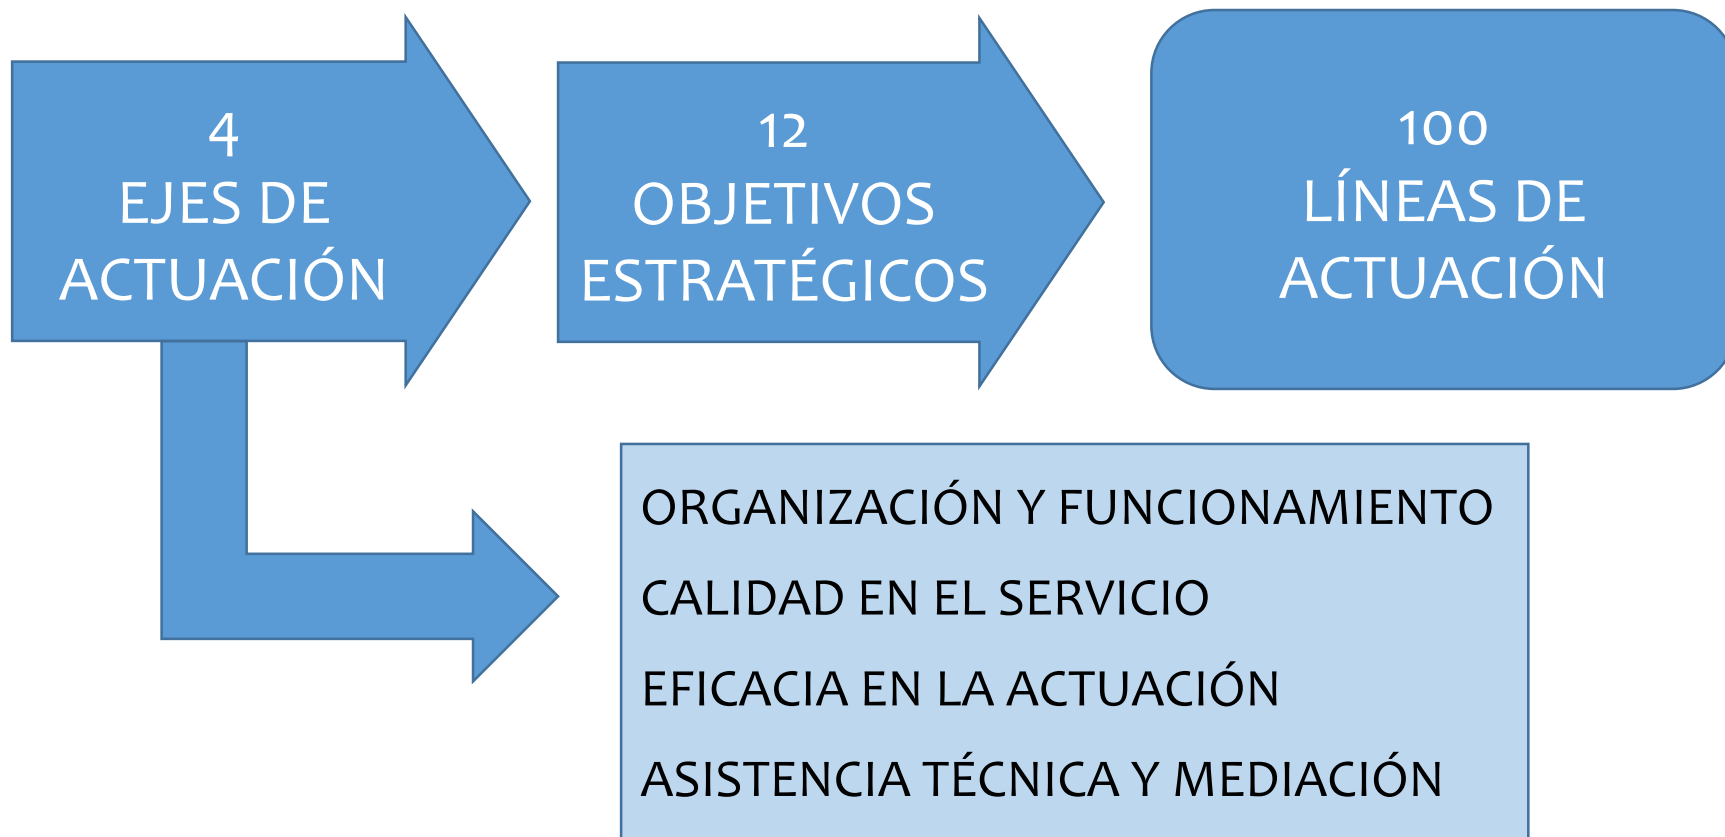 4
EJES DE
ACTUACIÓN
12
OBJETIVOS
ESTRATÉGICOS
100
LÍNEAS DE
ACTUACIÓN
ORGANIZACIÓN Y FUNCIONAMIENTO
CALIDAD EN EL SERVICIO
EFICACIA EN LA ACTUACIÓN
ASISTENCIA TÉCNICA Y MEDIACIÓN